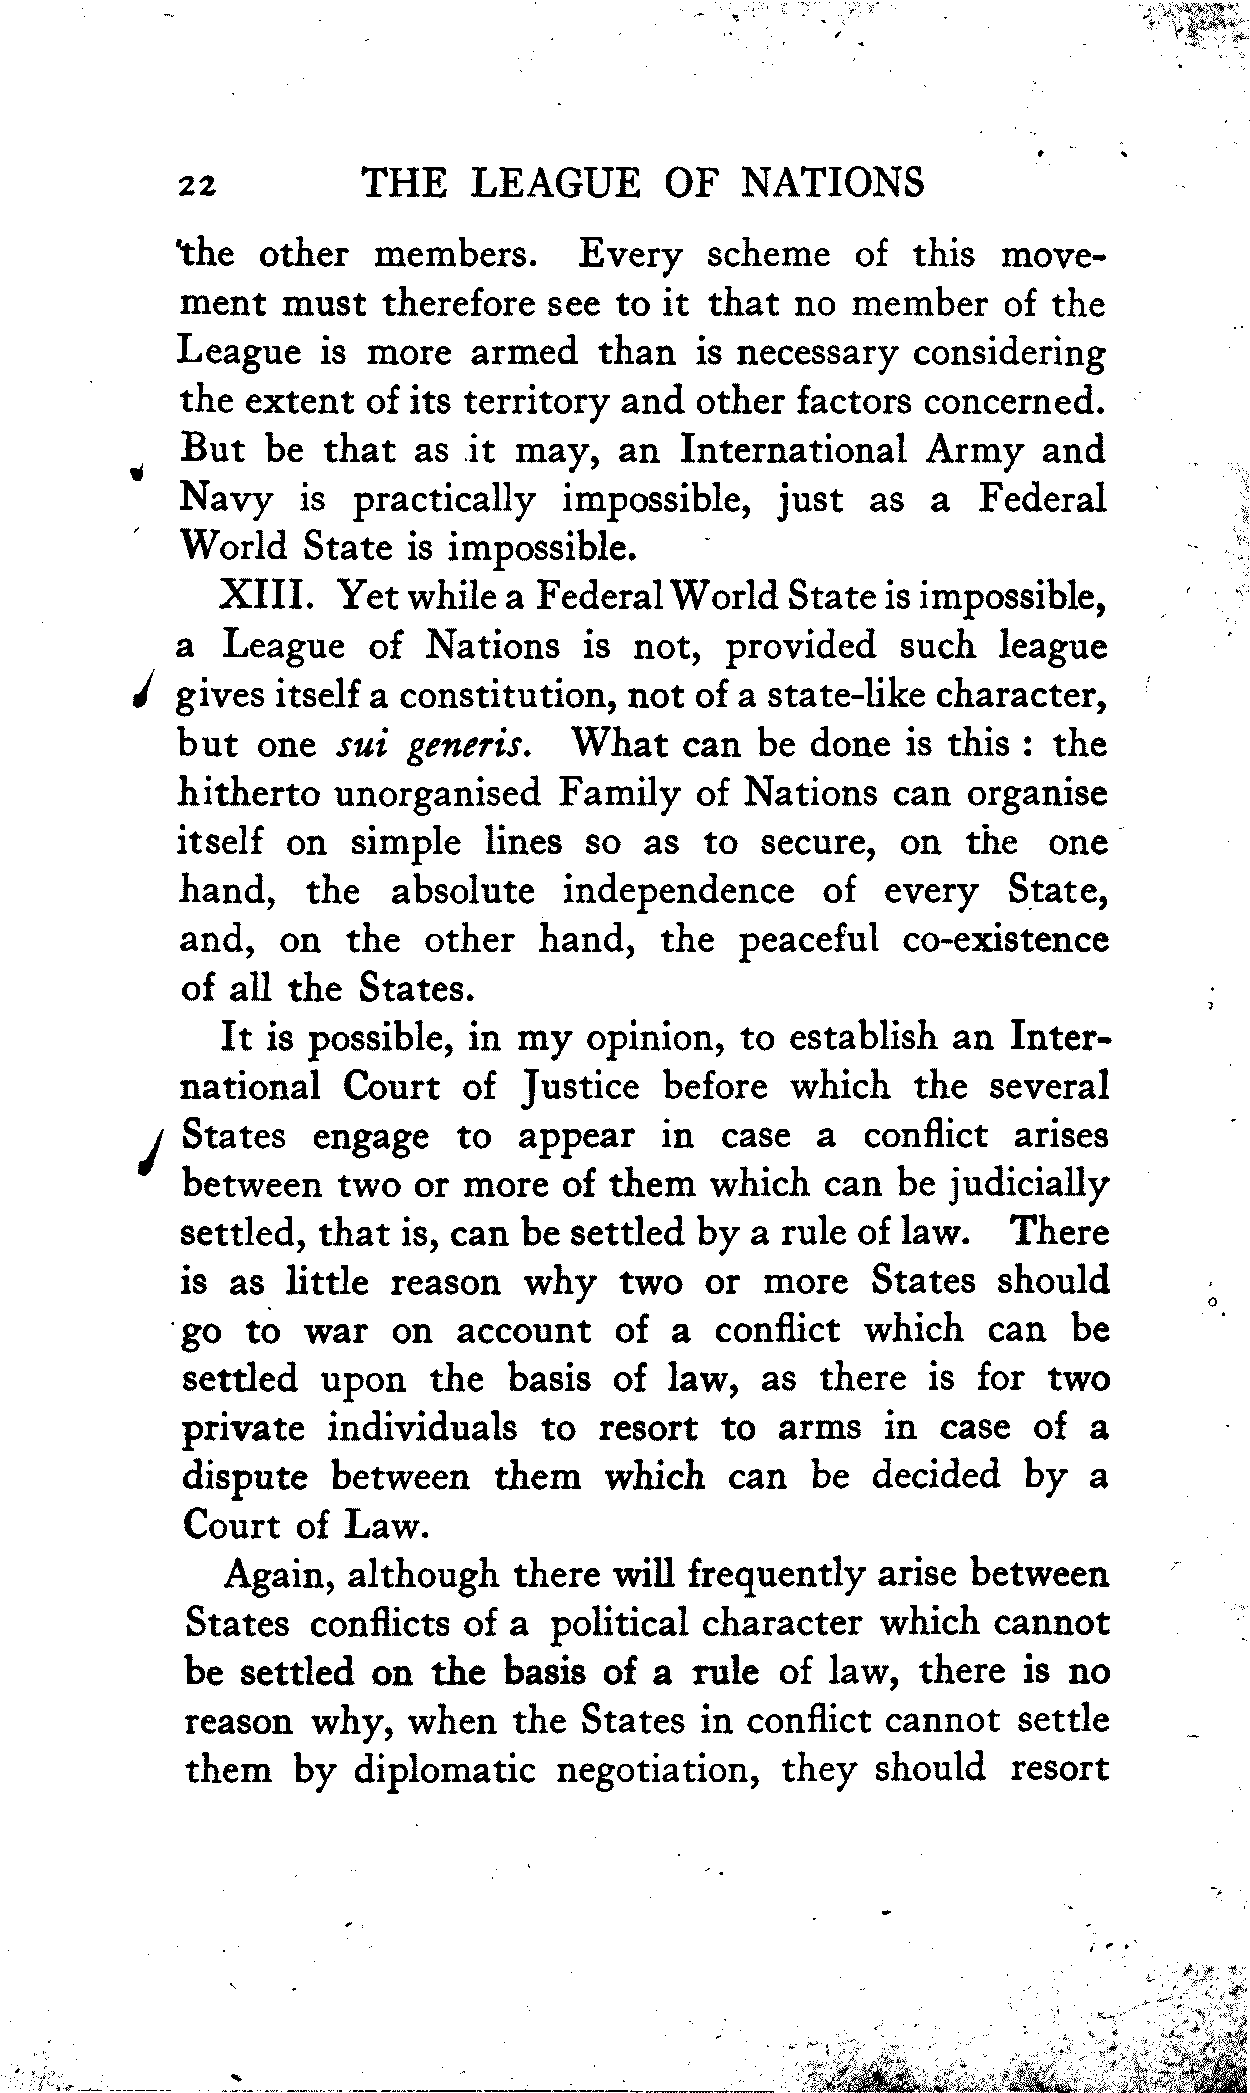 22 THE LEAGUE OF NATIONS
the other members. Every scheme of this move-
ment must therefore see to it that no member of the
League is more armed than is necessary considering
the extent of its territory and other factors concerned.
But be that as it may, an International Army and
Navy is practically impossible, just as a Federal
World State is impossible.
XIII. Yet while a Federal World State is impossible,
a League of Nations is not, provided such league
gives itself a constitution, not of a state-like character,
but one sui generis. What can be done is this : the
hitherto unorganised Family of Nations can organise
itself on simple lines so as to secure, on the one
hand, the absolute independence of every State,
and, on the other hand, the peaceful co-existence
of all the States.
It is possible, in my opinion, to establish an Inter-
national Court of Justice before which the several
States engage to appear in case a conflict arises
between two or more of them which can be judicially
settled, that is, can be settled by a rule of law. There
is as little reason why two or more States should
go to war on account of a conflict which can be
settled upon the basis of law, as there is for two
private individuals to resort to arms in case of a
dispute between them which can be decided by a
Court of Law.
Again, although there will frequently arise between
States conflicts of a political character which cannot
be settled on the basis of a rule of law, there is no
reason why, when the States in conflict cannot settle
them by diplomatic negotiation, they should resort